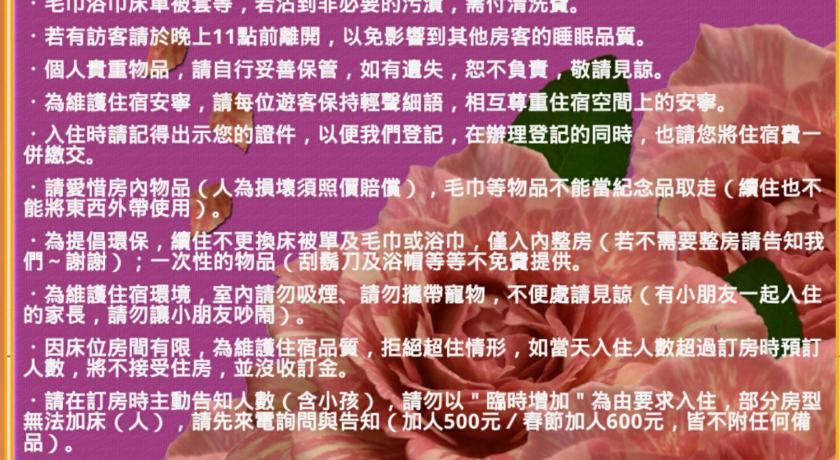 · 毛巾浴巾床單被套等，若沾到非必要的污漬，需付清洗費。
· 若有訪客請於晚上11點前離開，以免影響到其他房客的睡眠品質。
· 個人貴重物品，請自行妥善保管，如有遺失，恕不負責，敬請見諒。
· 為維護住宿安寧，請每位遊客保持輕聲細語，相互尊重住宿空間上的安寧。
· 入住時請記得出示您的證件，以便我們登記，在辦理登記的同時，也請您將住宿費一
併繳交。
· 請愛惜房內物品（人為損壞須照價賠償），毛巾等物品不能當紀念品取走（續住也不
能將東西外帶使用）。
· 為提倡環保，續住不更換床被單及毛巾或浴巾，僅入內整房（若不需要整房請告知我
們～謝謝）；一次性的物品（刮鬍刀及浴帽等等不免費提供。
· 為維護住宿環境，室內請勿吸煙、請勿攜帶寵物，不便處請見諒（有小朋友一起入住
的家長，請勿讓小朋友吵鬧）。
· 因床位房間有限，為維護住宿品質，拒絕超住情形，如當天入住人數超過訂房時預訂
人數，將不接受住房，並沒收訂金。
· 請在訂房時主動告知人數（含小孩），請勿以＂臨時增加＂為由要求入住，部分房型
無法加床（人），請先來電詢問與告知（加人500元 / 春節加人600元，皆不附任何備
品）。